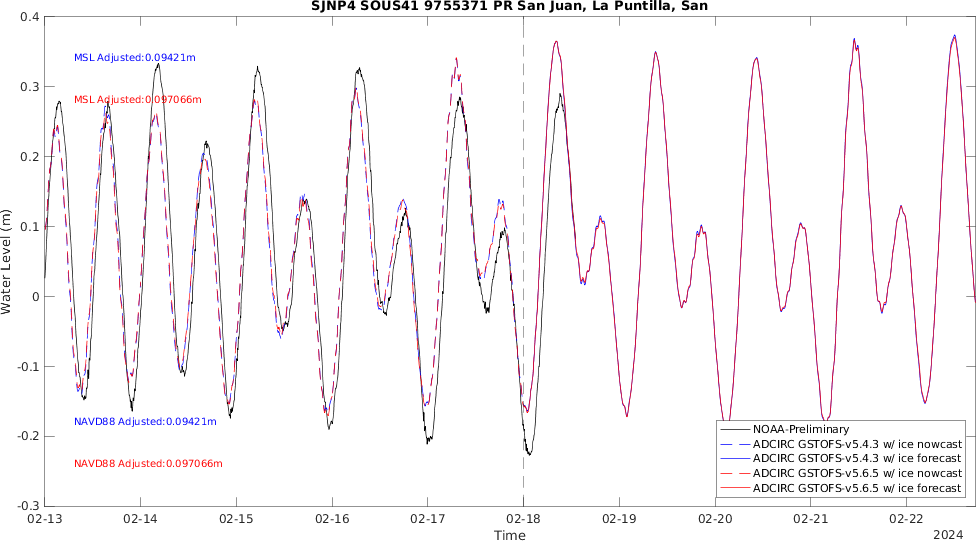 SJNP4 SOUS41 9755371 PR San Juan, La Puntilla, San
0.4
0.3
0.2
0.1
0
-0.1
-0.2
-0.3
Water Level (m)
MSL Adjusted:0.09421m
MSL Adjusted:0.097066m
NAVD88 Adjusted:0.09421m
NAVD88 Adjusted:0.097066m
NOAA-Preliminary
ADCIRC GSTOFS-v5.4.3 w/ ice nowcast
ADCIRC GSTOFS-v5.4.3 w/ ice forecast
ADCIRC GSTOFS-v5.6.5 w/ ice nowcast
ADCIRC GSTOFS-v5.6.5 w/ ice forecast
02-13 02-14 02-15 02-16 02-17 02-18 02-19 02-20 02-21 02-22
Time
2024